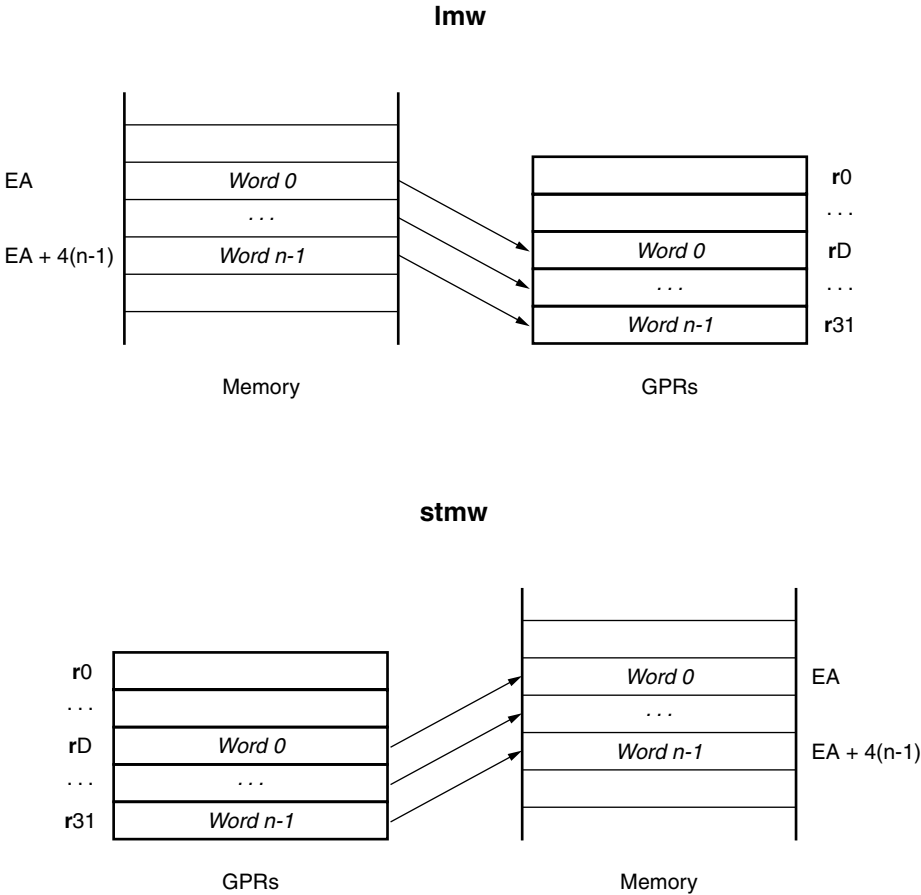 lmw
EA Word 0 r0
. . . . . .
EA + 4(n-1) Word n-1 Word 0 rD
. . . . . .
Word n-1 r31
Memory GPRs
stmw
r0 Word 0 EA
. . . . . .
rD Word 0 Word n-1 EA + 4(n-1)
. . . . . .
r31 Word n-1
GPRs Memory